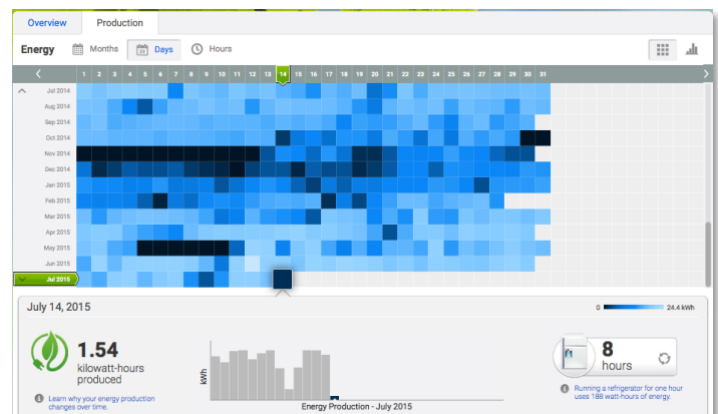 Overview Production
Energy Months Days Hours
1 2 3 4 5 6 7 8 9 10 11 12 13 14 15 16 17 18 19 20 21 22 23 24 25 26 27 28 29 30 31
Jul 2014
Aug 2014
Sep 2014
Oct 2014
Nov 2014
Dec 2014
Jan 2015
Feb 2015
Mar 2015
Apr 2015
May 2015
Jun 2015
Jul 2015
July 14, 2015
0 24.4 kWh
1.54
kilowatt-hours
produced
Learn why your energy production
changes over time.
kWh
Energy Production - July 2015
8
hours
Running a refrigerator for one hour
uses 188 watt-hours of energy.